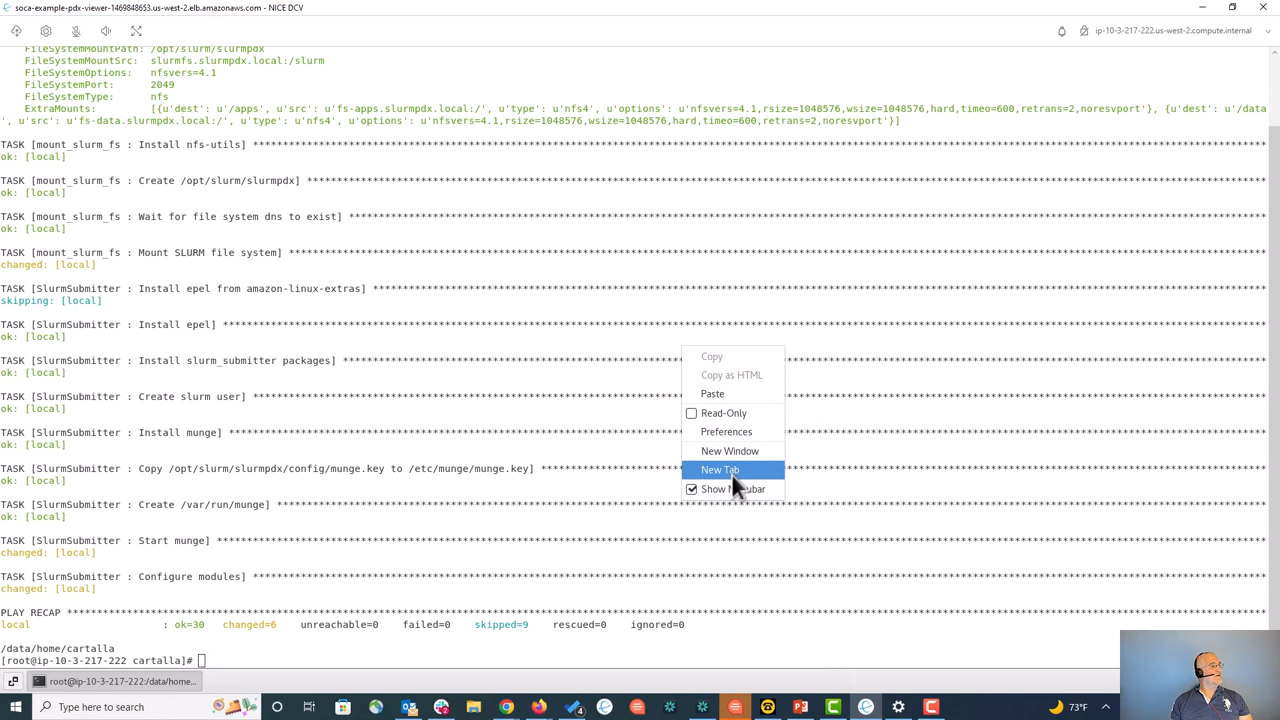 soca-example-pdx-viewer-1469848653.us-west-2.elb.amazonaws.com - NICE DCV
ip-10-3-217-222.us-west-2.compute.internal
FileSystemMountPath: /opt/slurm/slurmpdx
FileSystemMountSrc: slurmfs.slurmpdx.local:/slurm
FileSystemOptions: nfsvers=4.1
FileSystemPort: 2049
FileSystemType: nfs
ExtraMounts: [{u'dest': u'/apps', u'src': u'fs-apps.slurmpdx.local:/', u'type': u'nfs4', u'options': u'nfsvers=4.1,rsize=1048576,wsize=1048576,hard,timeo=600,retrans=2,noresvport'}, {u'dest': u'/data'
, u'src': u'fs-data.slurmpdx.local:/', u'type': u'nfs4', u'options': u'nfsvers=4.1,rsize=1048576,wsize=1048576,hard,timeo=600,retrans=2,noresvport'}]
TASK [mount_slurm_fs : Install nfs-utils] ****
ok: [local]
TASK [mount_slurm_fs : Create /opt/slurm/slurmpdx] ****
ok: [local]
TASK [mount_slurm_fs : Wait for file system dns to exist] ****
ok: [local]
TASK [mount_slurm_fs : Mount SLURM file system] ****
changed: [local]
TASK [SlurmSubmitter : Install epel from amazon-linux-extras] ****
skipping: [local]
TASK [SlurmSubmitter : Install epel] ****
ok: [local]
TASK [SlurmSubmitter : Install slurm_submitter packages] ****
ok: [local]
TASK [SlurmSubmitter : Create slurm user] ****
ok: [local]
TASK [SlurmSubmitter : Install munge] ****
ok: [local]
TASK [SlurmSubmitter : Copy /opt/slurm/slurmpdx/config/munge.key to /etc/munge/munge.key] ****
ok: [local]
TASK [SlurmSubmitter : Create /var/run/munge] ****
ok: [local]
TASK [SlurmSubmitter : Start munge] ****
changed: [local]
TASK [SlurmSubmitter : Configure modules] ****
changed: [local]
PLAY RECAP ****
local : ok=30 changed=6 unreachable=0 failed=0 skipped=9 rescued=0 ignored=0
/data/home/cartalla
[root@ip-10-3-217-222 cartalla]#
Copy
Copy as HTML
Paste
Read-Only
Preferences
New Window
New Tab
root@ip-10-3-217-222:/data/home...
Type here to search
73°F